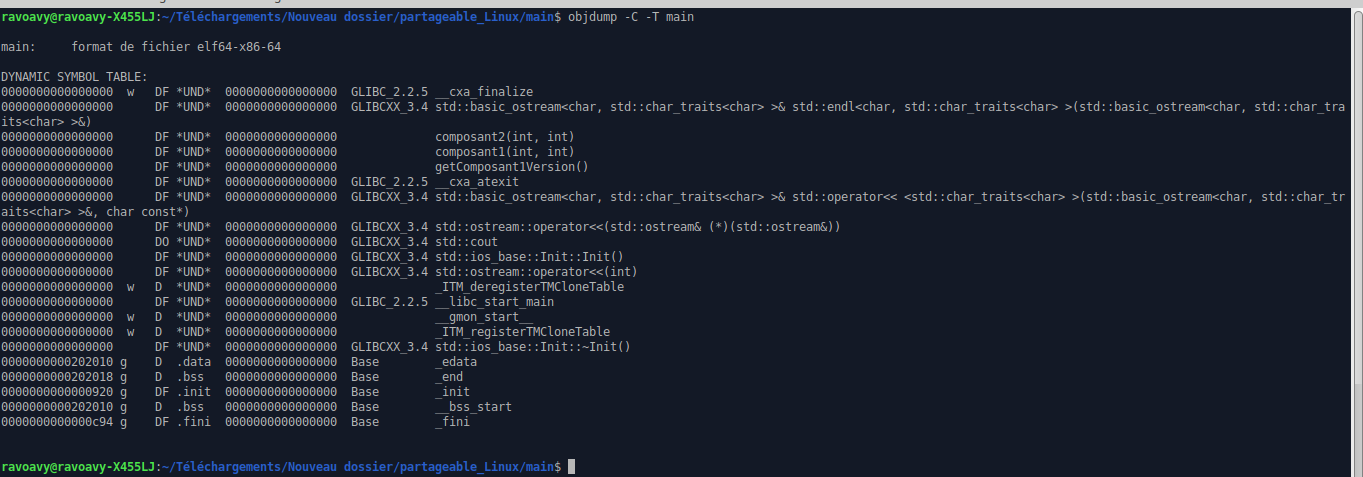 ravoavy@ravoavy-X455LJ:~/Téléchargements/Nouveau dossier/partageable_Linux/main$ objdump -C -T main
main:     format de fichier elf64-x86-64
DYNAMIC SYMBOL TABLE:
0000000000000000  w   DF *UND*  0000000000000000  GLIBC_2.2.5 __cxa_finalize
0000000000000000      DF *UND*  0000000000000000  GLIBCXX_3.4 std::basic_ostream<char, std::char_traits<char> >& std::endl<char, std::char_traits<char> >(std::basic_ostream<char, std::char_tra
its<char> >&)
0000000000000000      DF *UND*  0000000000000000              composant2(int, int)
0000000000000000      DF *UND*  0000000000000000              composant1(int, int)
0000000000000000      DF *UND*  0000000000000000              getComposant1Version()
0000000000000000      DF *UND*  0000000000000000  GLIBC_2.2.5 __cxa_atexit
0000000000000000      DF *UND*  0000000000000000  GLIBCXX_3.4 std::basic_ostream<char, std::char_traits<char> >& std::operator<< <std::char_traits<char> >(std::basic_ostream<char, std::char_tr
aits<char> >&, char const*)
0000000000000000      DF *UND*  0000000000000000  GLIBCXX_3.4 std::ostream::operator<<(std::ostream& (*)(std::ostream&))
0000000000000000      DO *UND*  0000000000000000  GLIBCXX_3.4 std::cout
0000000000000000      DF *UND*  0000000000000000  GLIBCXX_3.4 std::ios_base::Init::Init()
0000000000000000      DF *UND*  0000000000000000  GLIBCXX_3.4 std::ostream::operator<<(int)
0000000000000000  w   D  *UND*  0000000000000000              _ITM_deregisterTMCloneTable
0000000000000000      DF *UND*  0000000000000000  GLIBC_2.2.5 __libc_start_main
0000000000000000  w   D  *UND*  0000000000000000              __gmon_start__
0000000000000000  w   D  *UND*  0000000000000000              _ITM_registerTMCloneTable
0000000000000000      DF *UND*  0000000000000000  GLIBCXX_3.4 std::ios_base::Init::~Init()
0000000000202010 g    D  .data  0000000000000000  Base        _edata
0000000000202018 g    D  .bss   0000000000000000  Base        _end
0000000000000920 g    DF .init  0000000000000000  Base        _init
0000000000202010 g    D  .bss   0000000000000000  Base        __bss_start
0000000000000c94 g    DF .fini  0000000000000000  Base        _fini
ravoavy@ravoavy-X455LJ:~/Téléchargements/Nouveau dossier/partageable_Linux/main$